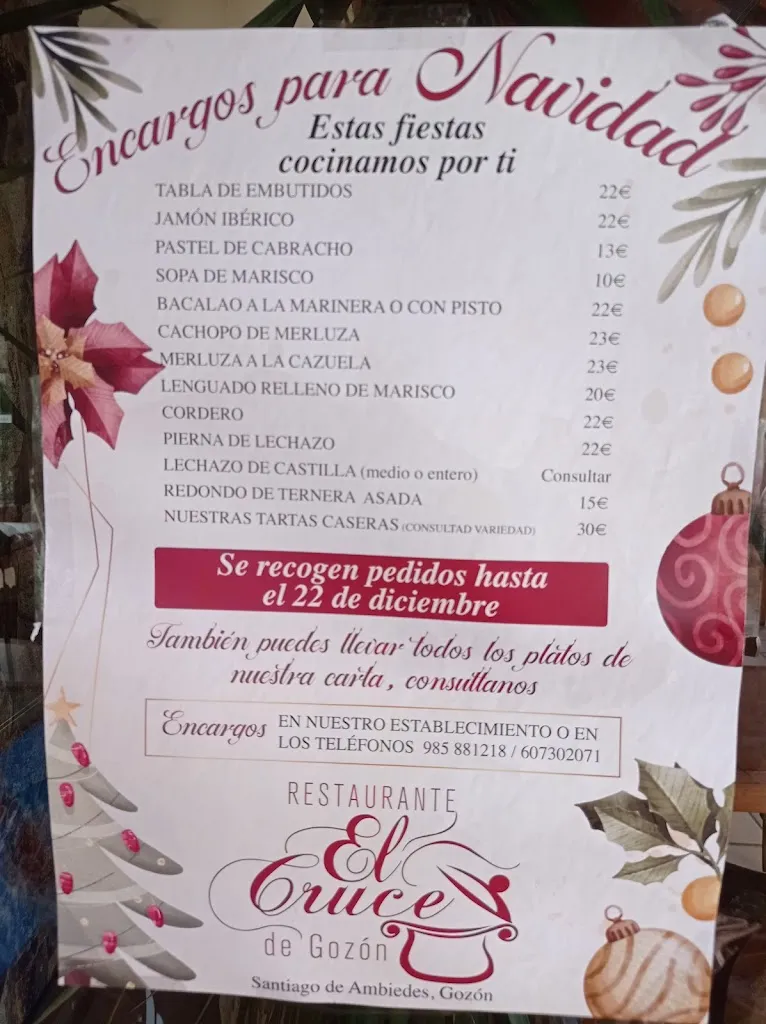 Encargos para Navidad
Estas fiestas
cocinamos por ti
TABLA DE EMBUTIDOS 22€
JAMÓN IBÉRICO 22€
PASTEL DE CABRACHO 13€
SOPA DE MARISCO 10€
BACALAO A LA MARINERA O CON PISTO 22€
CACHOPO DE MERLUZA 23€
MERLUZA A LA CAZUELA 23€
LENGUADO RELLENO DE MARISCO 20€
CORDERO 22€
PIERNA DE LECHAZO 22€
LECHAZO DE CASTILLA (medio o entero) Consultar
REDONDO DE TERNERA ASADA 15€
NUESTRAS TARTAS CASERAS (CONSULTAD VARIEDAD) 30€
Se recogen pedidos hasta
el 22 de diciembre
También puedes llevar todos los platos de
nuestra carta, consultanos
Encargos EN NUESTRO ESTABLECIMIENTO O EN
LOS TELÉFONOS 985 881218 / 607302071
RESTAURANTE
El
Cruce
de Gozón
Santiago de Ambiedes, Gozón